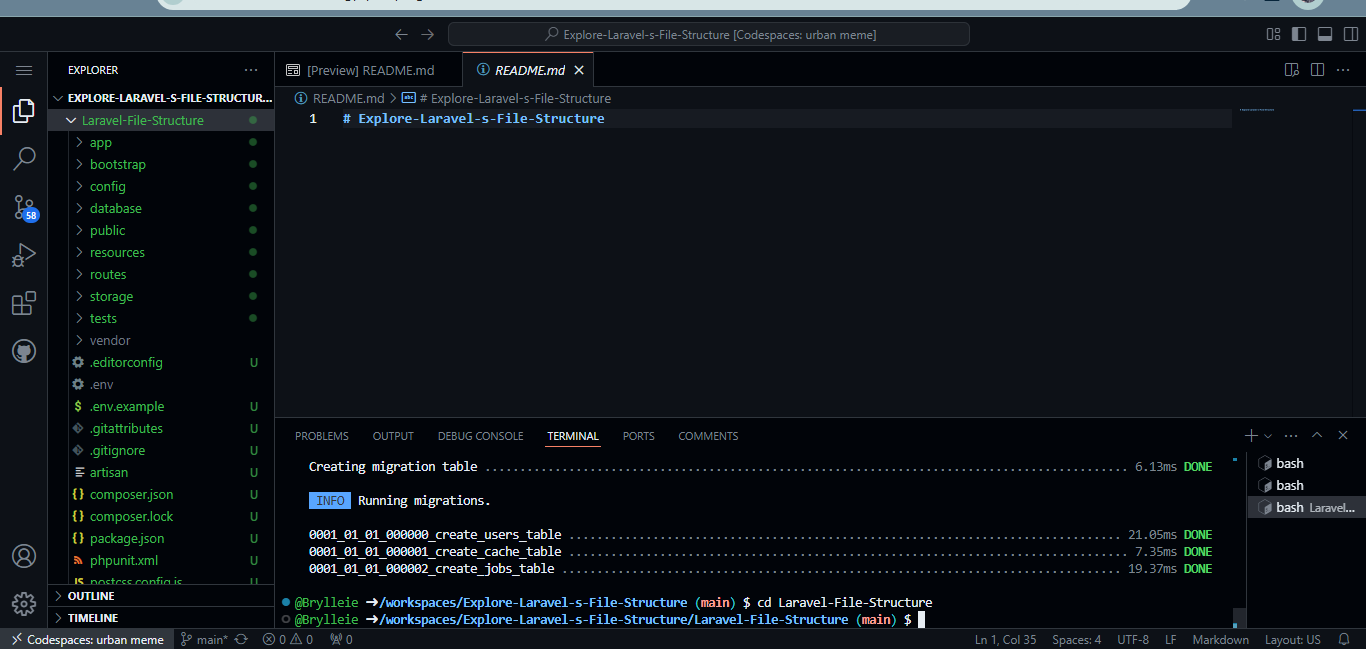 Explore-Laravel-s-File-Structure [Codespaces: urban meme]
EXPLORER
[Preview] README.md
README.md
EXPLORE-LARAVEL-S-FILE-STRUCTUR...
README.md
# Explore-Laravel-s-File-Structure
Laravel-File-Structure
1
# Explore-Laravel-s-File-Structure
app
bootstrap
config
database
public
resources
routes
storage
tests
vendor
.editorconfig U
.env
.env.example U
.gitattributes U
.gitignore U
artisan U
composer.json U
composer.lock U
package.json U
phpunit.xml U
postcss.config.js U
OUTLINE
TIMELINE
58
PROBLEMS OUTPUT DEBUG CONSOLE TERMINAL PORTS COMMENTS
Creating migration table ........ 6.13ms DONE
INFO Running migrations.
0001_01_01_000000_create_users_table ........ 21.05ms DONE
0001_01_01_000001_create_cache_table ........ 7.35ms DONE
0001_01_01_000002_create_jobs_table ........ 19.37ms DONE
@Brylleie ➜/workspaces/Explore-Laravel-s-File-Structure (main) $ cd Laravel-File-Structure
@Brylleie ➜/workspaces/Explore-Laravel-s-File-Structure/Laravel-File-Structure (main) $
bash
bash
bash Laravel...
Codespaces: urban meme main* 0 0 0 Ln 1, Col 35 Spaces: 4 UTF-8 LF Markdown Layout: US